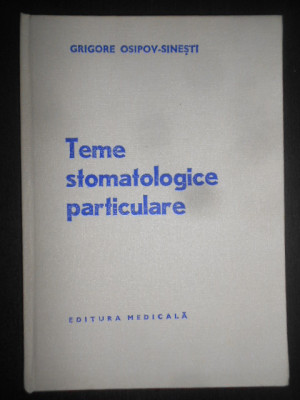 GRIGORE OSIPOV-SINEȘTI
Teme
stomatologice
particulare
EDITURA MEDICALĂ